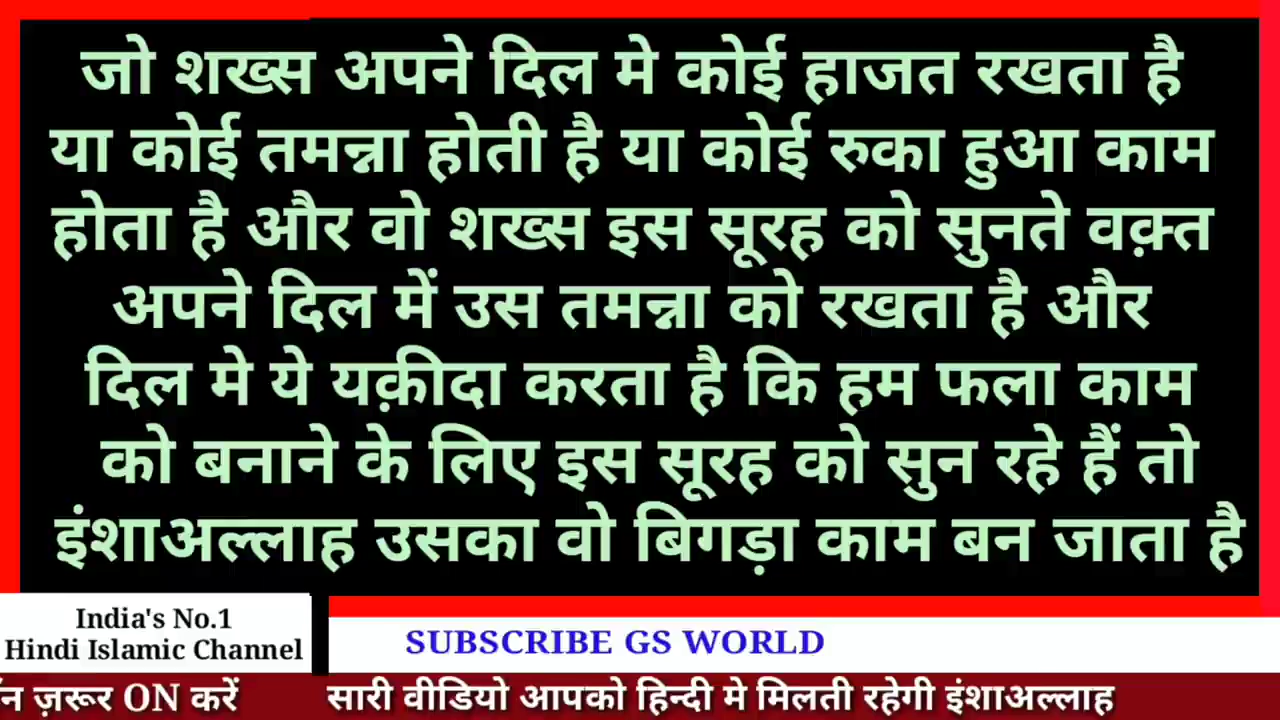 जो शख्स अपने दिल मे कोई हाजत रखता है
या कोई तमन्ना होती है या कोई रुका हुआ काम
होता है और वो शख्स इस सूरह को सुनते वक़्त
अपने दिल में उस तमन्ना को रखता है और
दिल मे ये यक़ीदा करता है कि हम फला काम
को बनाने के लिए इस सूरह को सुन रहे हैं तो
इंशाअल्लाह उसका वो बिगड़ा काम बन जाता है
India's No.1
Hindi Islamic Channel
SUBSCRIBE GS WORLD
ज़रूर ON करें सारी वीडियो आपको हिन्दी मे मिलती रहेगी इंशाअल्लाह